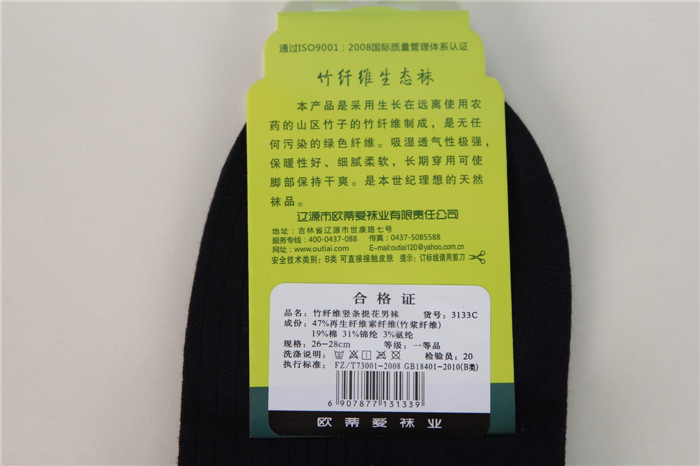 通过ISO9001：2008国际质量管理体系认证
竹纤维生态袜
本产品是采用生长在远离使用农
药的山区竹子的竹纤维制成，是无任
何污染的绿色纤维。吸湿透气性极强，
保暖性好、细腻柔软，长期穿用可使
脚部保持干爽。是本世纪理想的天然
袜品。
辽源市欧蒂爱袜业有限责任公司
地址：吉林省辽源市世康路七号
服务专线：400-0437-088 传真：0437-5085588
网址：www.outiai.com E-mail:outiai120@yahoo.com.cn
安全技术类别：B类 可直接接触皮肤 提示：订标线请用剪刀
合格证
品名：竹纤维竖条提花男袜 货号：3133C
成份：47%再生纤维素纤维(竹浆纤维)
19%棉 31%锦纶 3%氨纶
规格：26-28cm 等级：一等品
洗涤说明： 检验员：20
执行标准：FZ/T73001-2008 GB18401-2010(B类)
6 907877 131339
欧蒂爱袜业